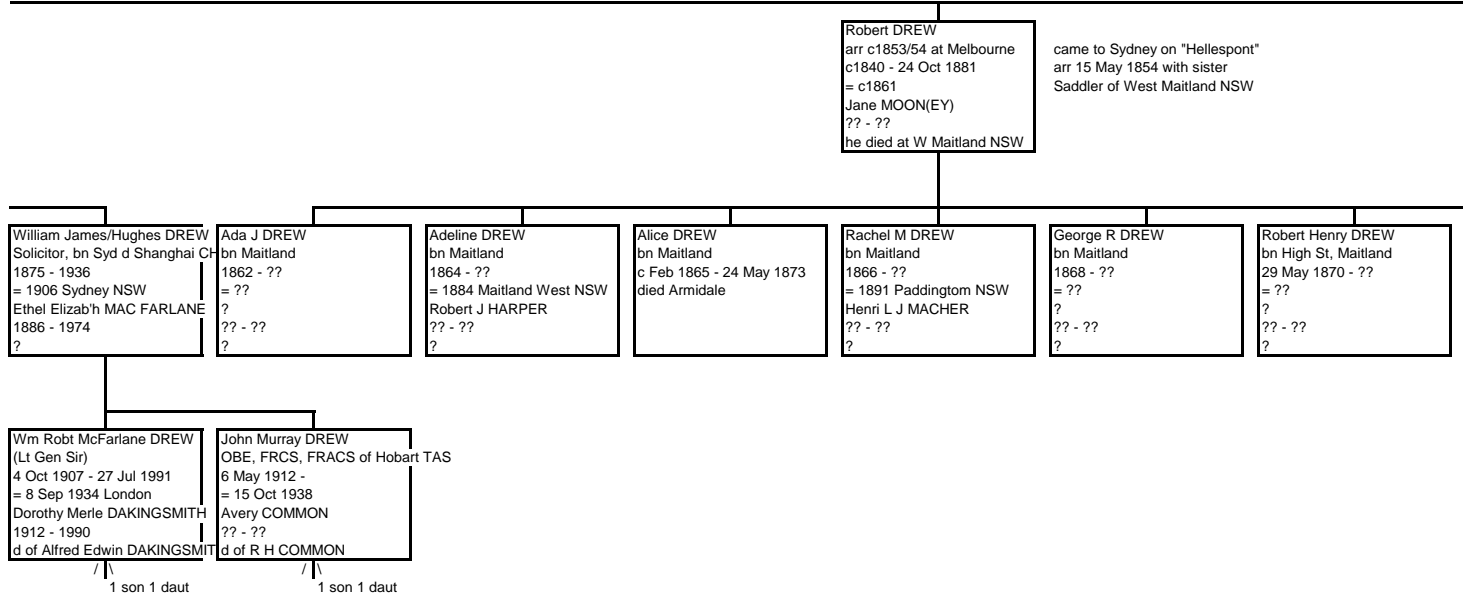 Robert DREW
arr c1853/54 at Melbourne
c1840 - 24 Oct 1881
= c1861
Jane MOON(EY)
?? - ??
he died at W Maitland NSW
came to Sydney on "Hellespont"
arr 15 May 1854 with sister
Saddler of West Maitland NSW
William James/Hughes DREW
Solicitor, bn Syd d Shanghai CH
1875 - 1936
= 1906 Sydney NSW
Ethel Elizab'h MAC FARLANE
1886 - 1974
?
Ada J DREW
bn Maitland
1862 - ??
= ??
?
?? - ??
?
Adeline DREW
bn Maitland
1864 - ??
= 1884 Maitland West NSW
Robert J HARPER
?? - ??
?
Alice DREW
bn Maitland
c Feb 1865 - 24 May 1873
died Armidale
Rachel M DREW
bn Maitland
1866 - ??
= 1891 Paddingtom NSW
Henri L J MACHER
?? - ??
?
George R DREW
bn Maitland
1868 - ??
= ??
?
?? - ??
?
Robert Henry DREW
bn High St, Maitland
29 May 1870 - ??
= ??
?
?? - ??
?
Wm Robt McFarlane DREW
(Lt Gen Sir)
4 Oct 1907 - 27 Jul 1991
= 8 Sep 1934 London
Dorothy Merle DAKINGSMITH
1912 - 1990
d of Alfred Edwin DAKINGSMIT
/ \
1 son 1 daut
John Murray DREW
OBE, FRCS, FRACS of Hobart TAS
6 May 1912 -
= 15 Oct 1938
Avery COMMON
?? - ??
d of R H COMMON
/ \
1 son 1 daut